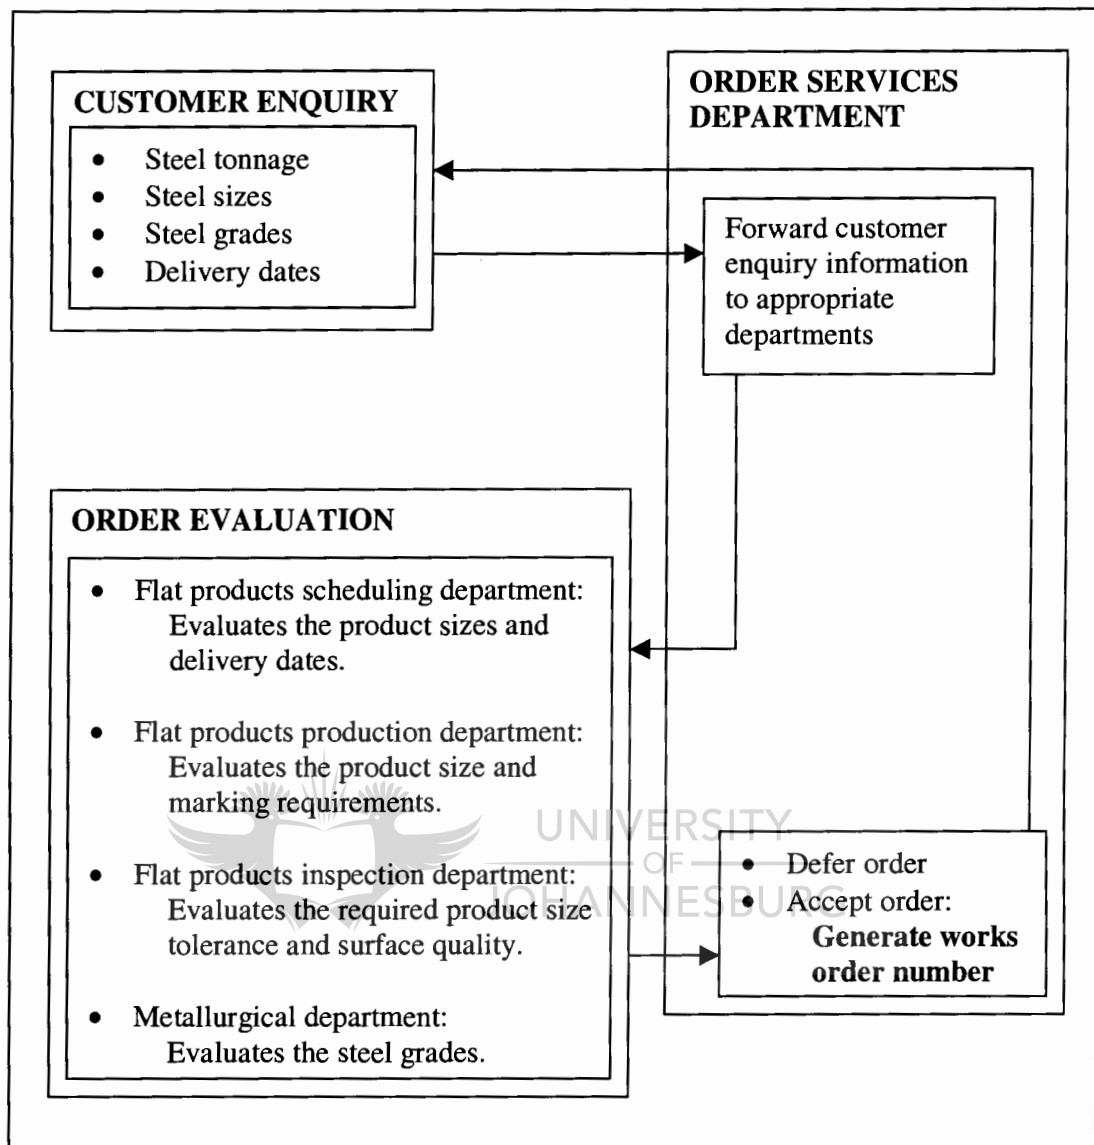 CUSTOMER ENQUIRY
• Steel tonnage
• Steel sizes
• Steel grades
• Delivery dates
ORDER SERVICES
DEPARTMENT
Forward customer
enquiry information
to appropriate
departments
ORDER EVALUATION
• Flat products scheduling department:
Evaluates the product sizes and
delivery dates.
• Flat products production department:
Evaluates the product size and
marking requirements.
• Flat products inspection department:
Evaluates the required product size
tolerance and surface quality.
• Metallurgical department:
Evaluates the steel grades.
• Defer order
• Accept order:
Generate works
order number
UNIVERSITY
OF
JOHANNESBURG